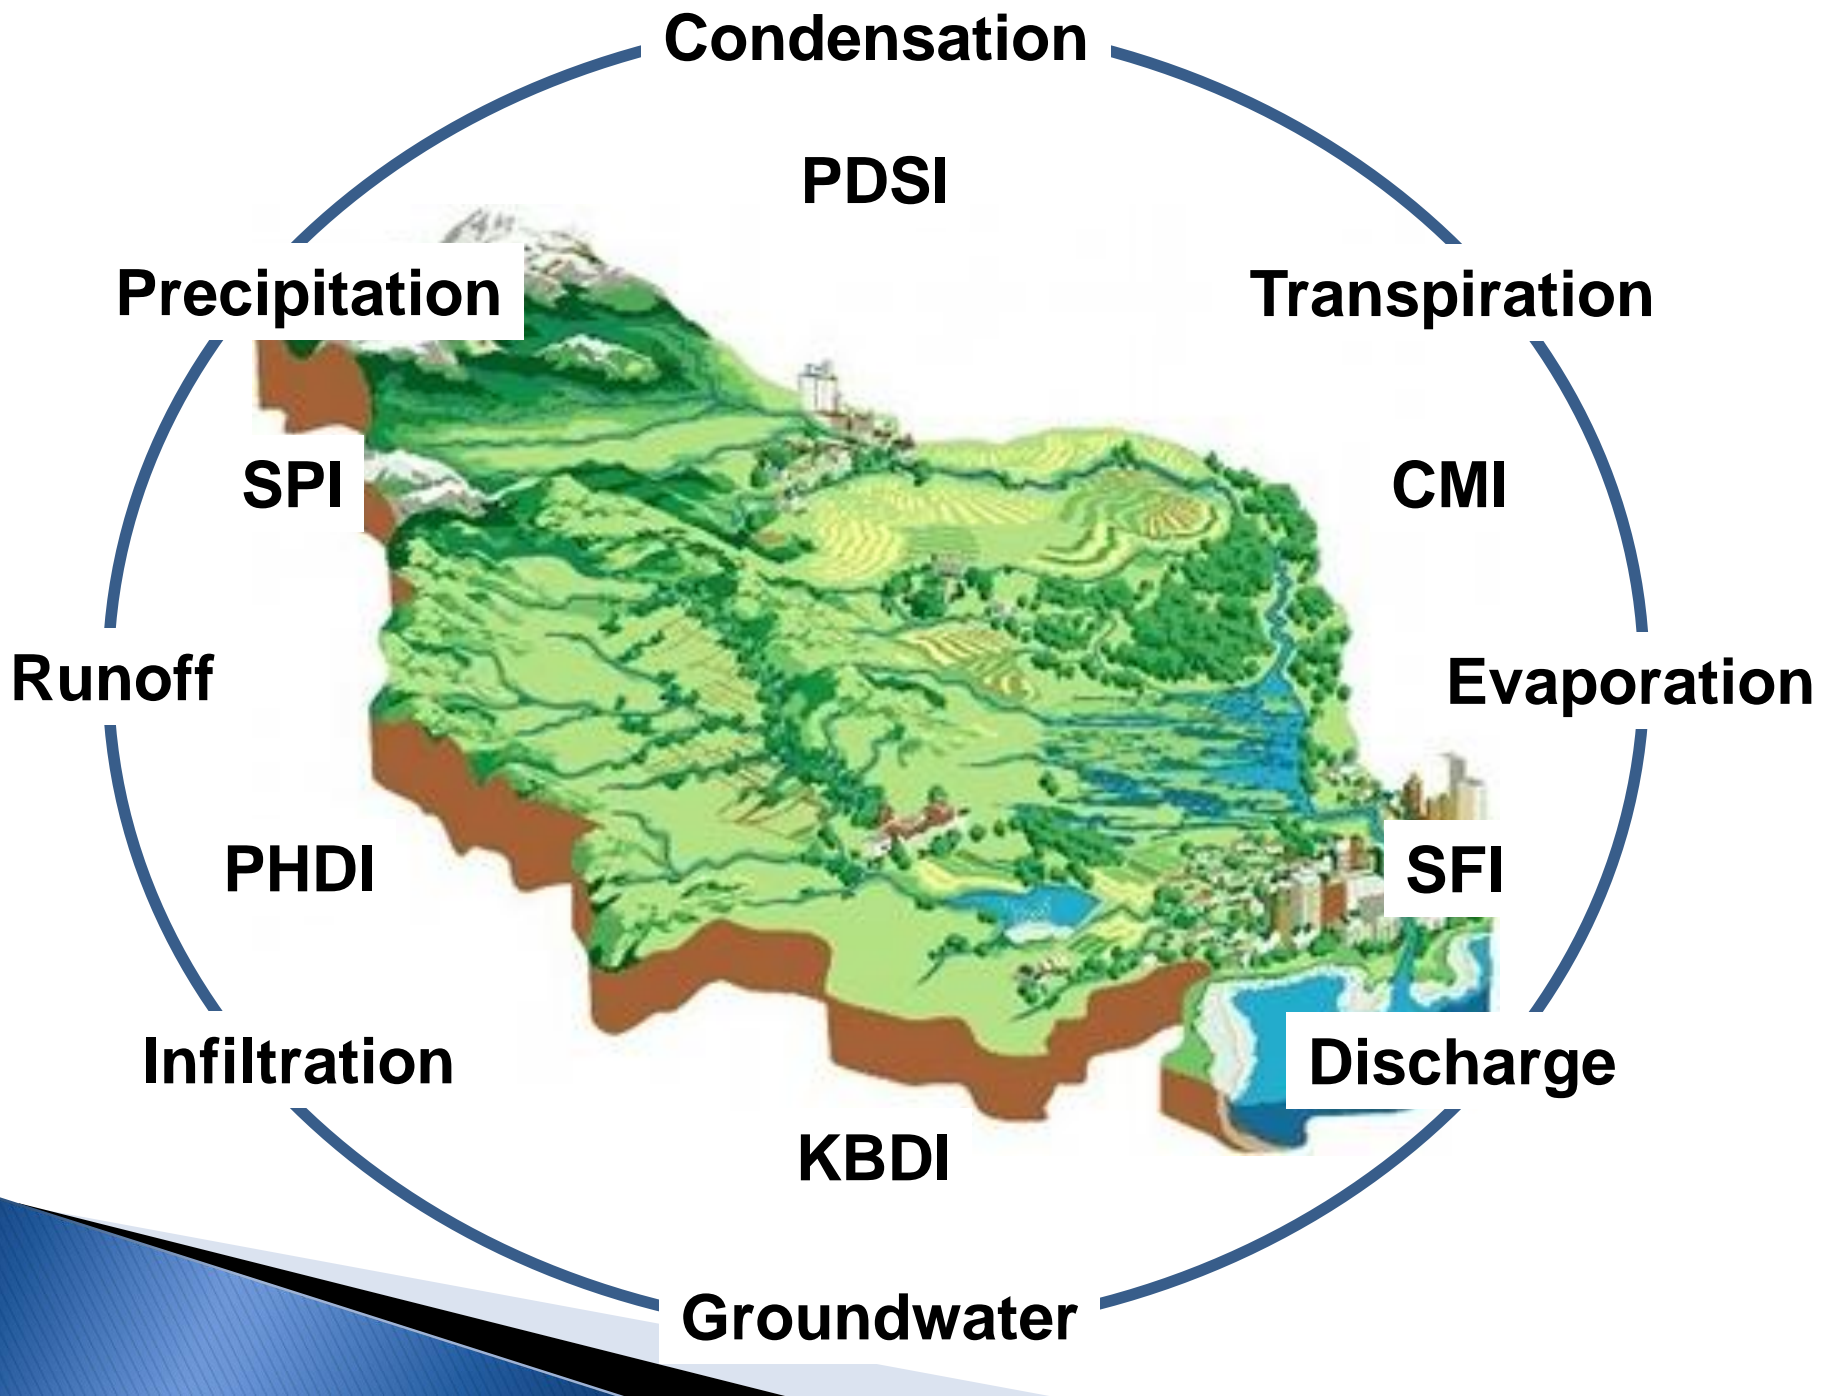 Condensation
PDSI
Precipitation
Transpiration
SPI
CMI
Runoff
Evaporation
PHDI
SFI
Infiltration
Discharge
KBDI
Groundwater